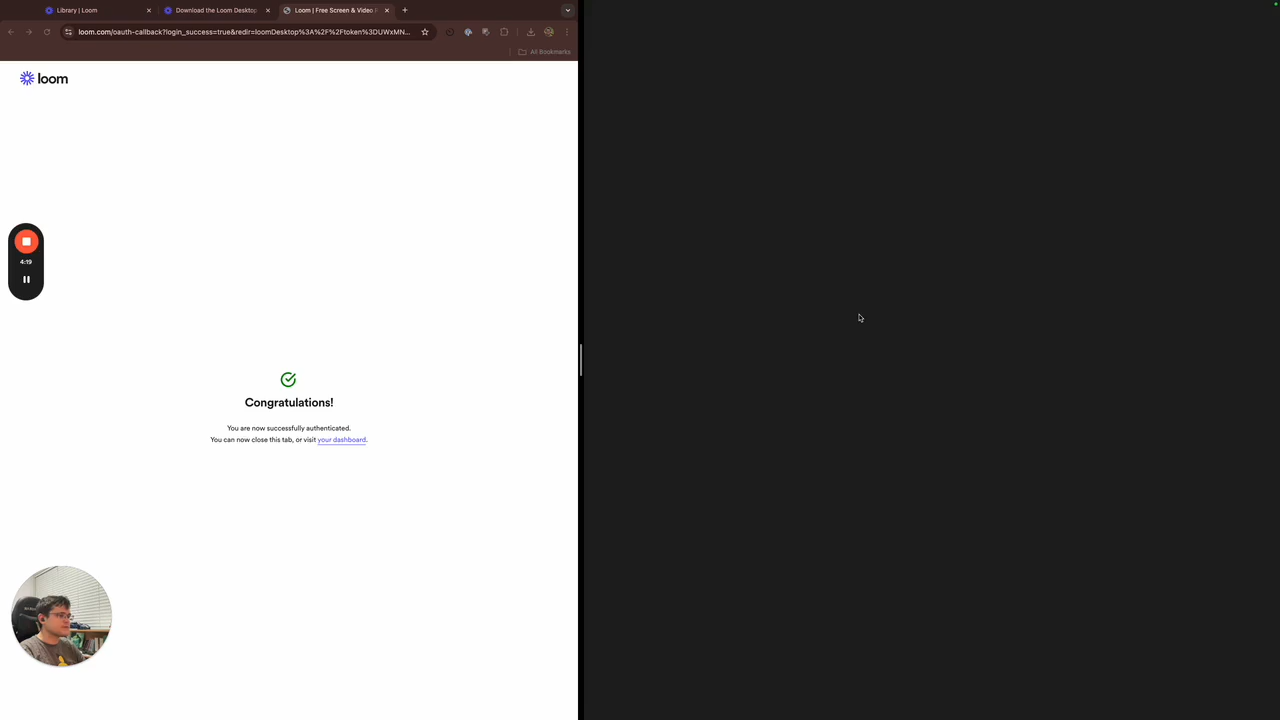 Library | Loom
Download the Loom Desktop
Loom | Free Screen & Video
loom.com/oauth-callback?login_success=true&redir=loomDesktop%3A%2F%2Ftoken%3DUWxMN...
All Bookmarks
loom
4:19
Congratulations!
You are now successfully authenticated.
You can now close this tab, or visit your dashboard.